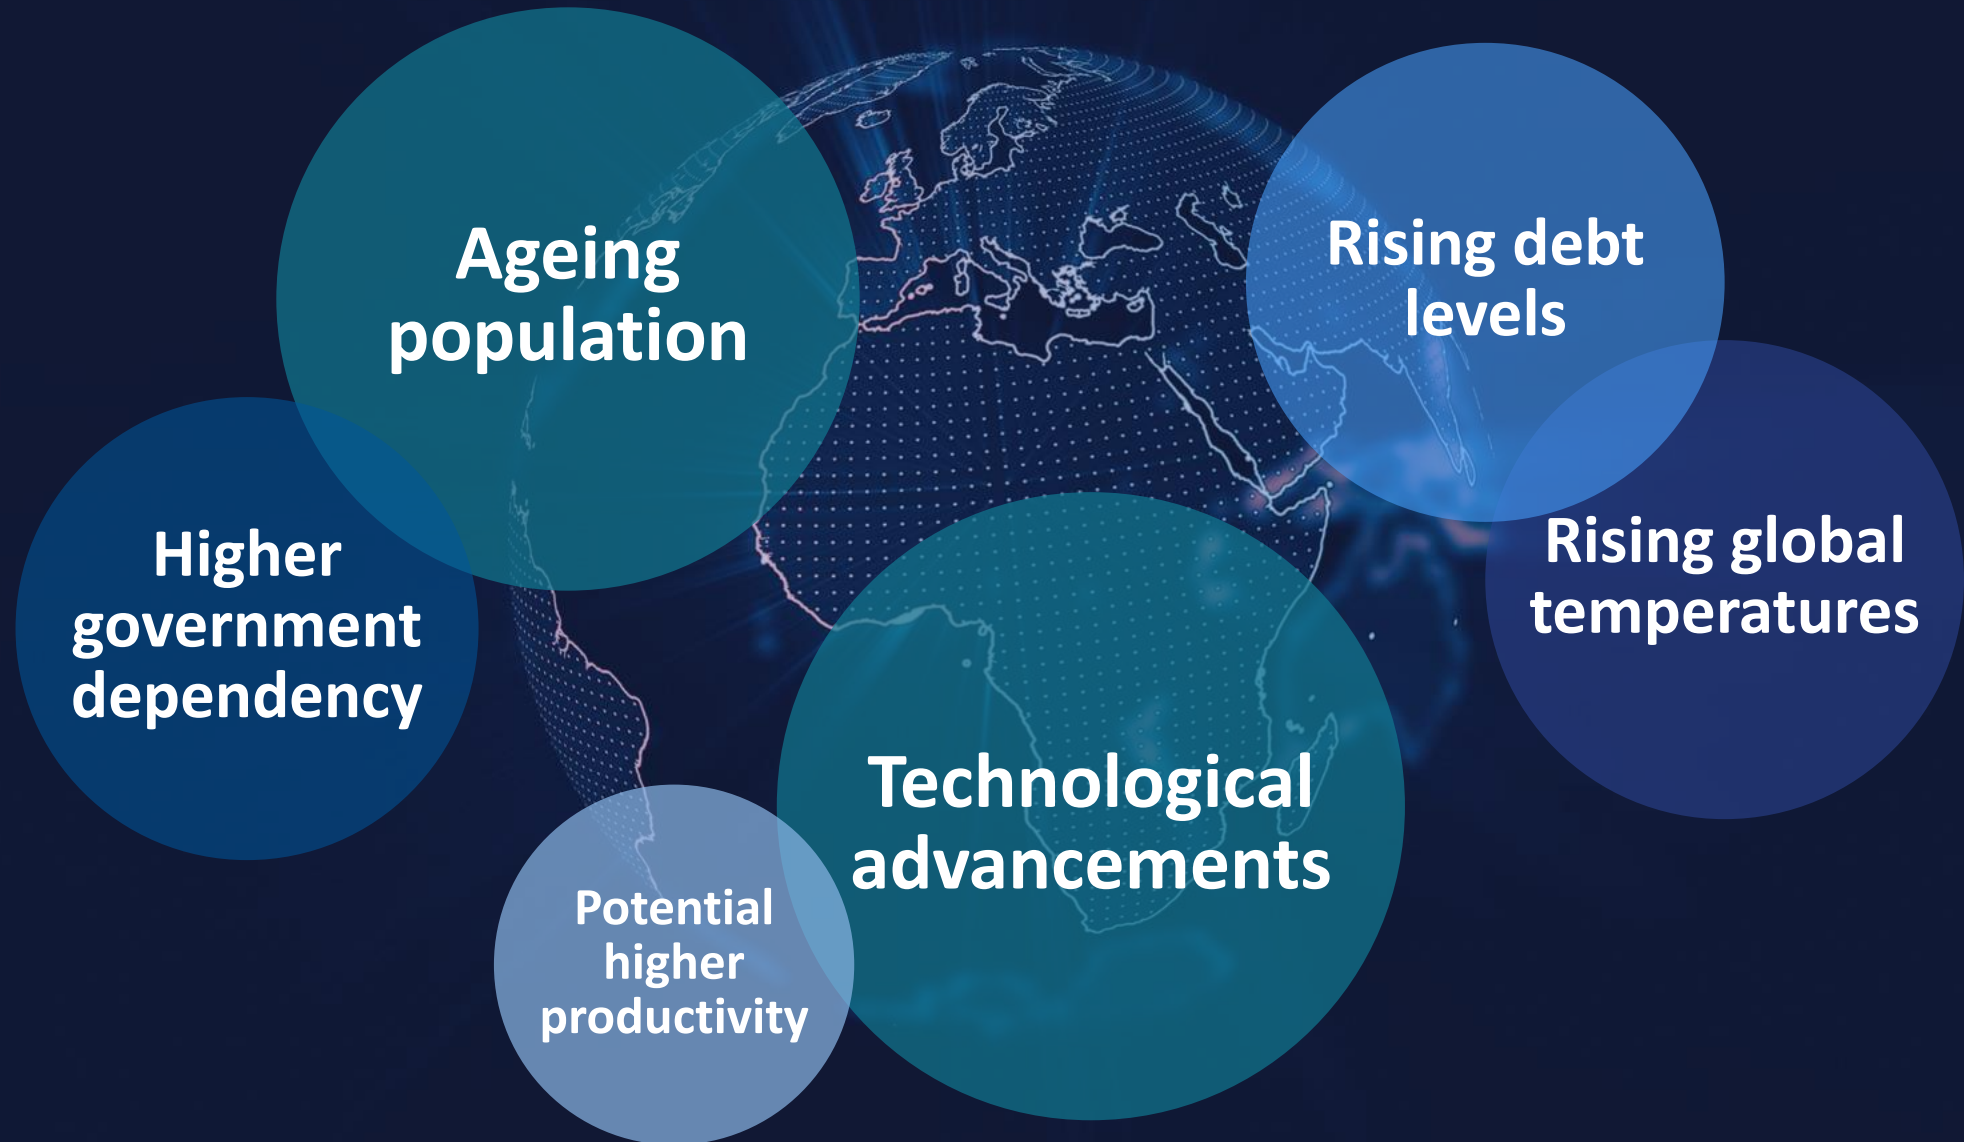 Ageing
population
Rising debt
levels
Higher
government
dependency
Rising global
temperatures
Technological
advancements
Potential
higher
productivity